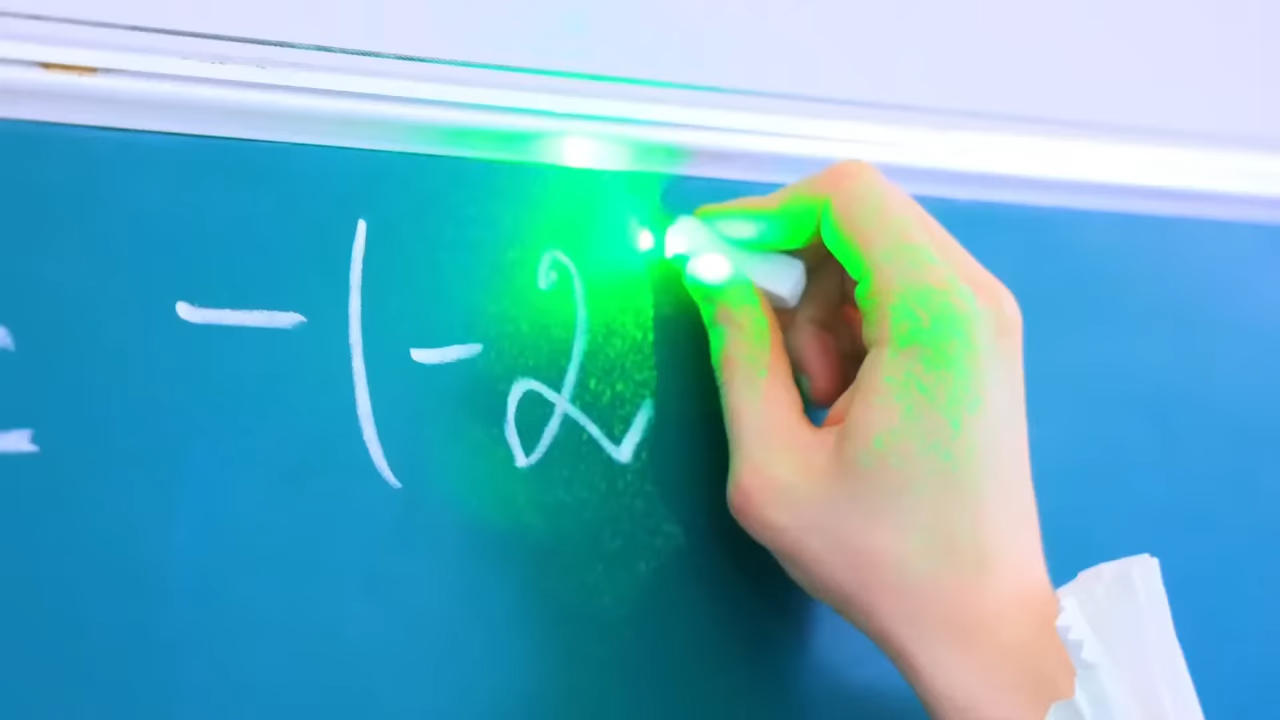 = -(-2